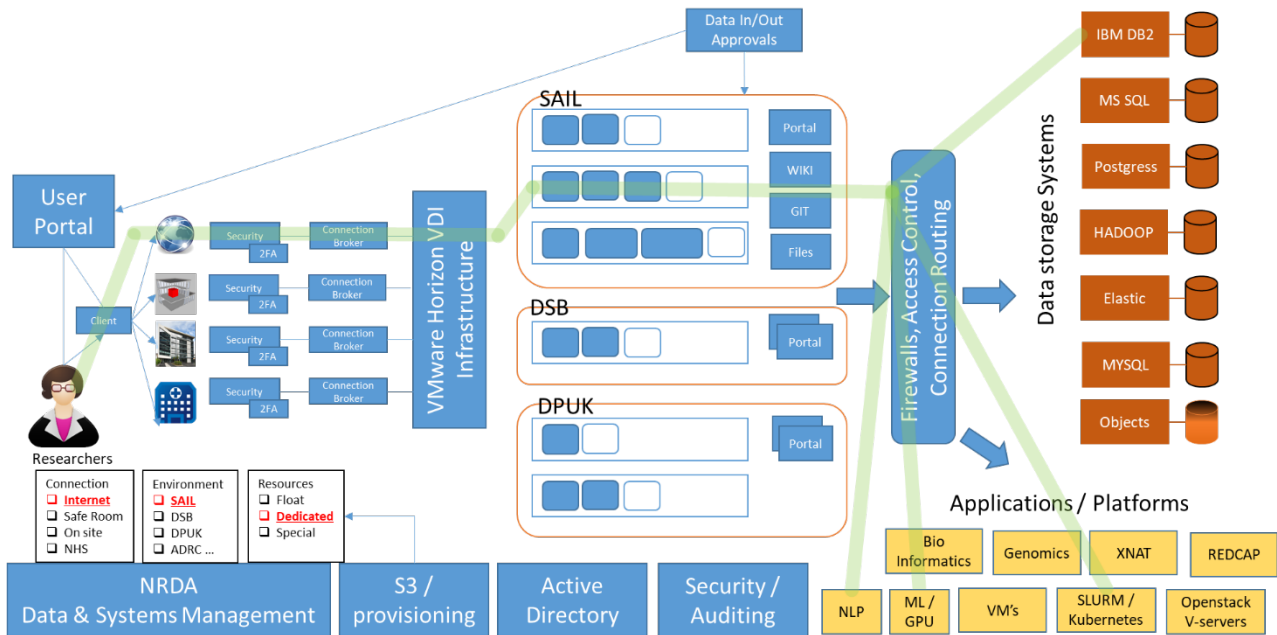 Data In/Out
Approvals
User
Portal
Client
Researchers
Security
2FA
Connection
Broker
Security
2FA
Connection
Broker
Security
2FA
Connection
Broker
Security
2FA
Connection
Broker
VMware Horizon VDI
Infrastructure
SAIL
Portal
WIKI
GIT
Files
DSB
Portal
DPUK
Portal
Firewalls, Access Control,
Connection Routing
Data storage Systems
IBM DB2
MS SQL
Postgress
HADOOP
Elastic
MYSQL
Objects
Connection
Internet
Safe Room
On site
NHS
Environment
SAIL
DSB
DPUK
ADRC ...
Resources
Float
Dedicated
Special
Applications / Platforms
Bio
Informatics
Genomics
XNAT
REDCAP
NLP
ML /
GPU
VM's
SLURM /
Kubernetes
Openstack
V-servers
NRDA
Data & Systems Management
S3 /
provisioning
Active
Directory
Security /
Auditing